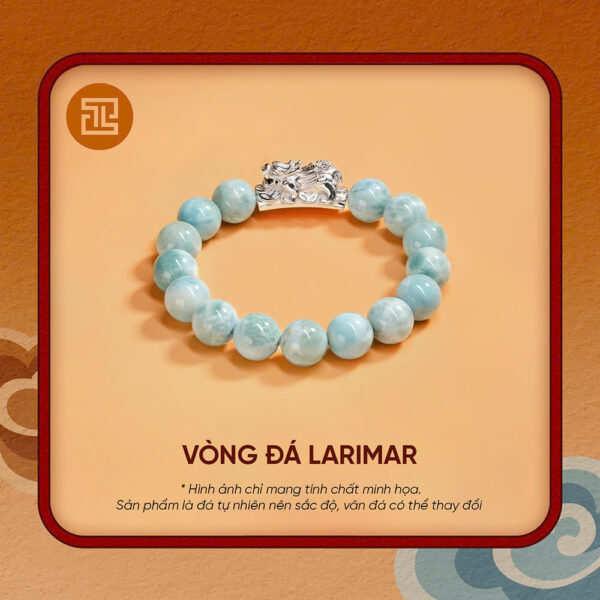 VÒNG ĐÁ LARIMAR
* Hình ảnh chỉ mang tính chất minh họa.
Sản phẩm là đá tự nhiên nên sắc độ, vân đá có thể thay đổi